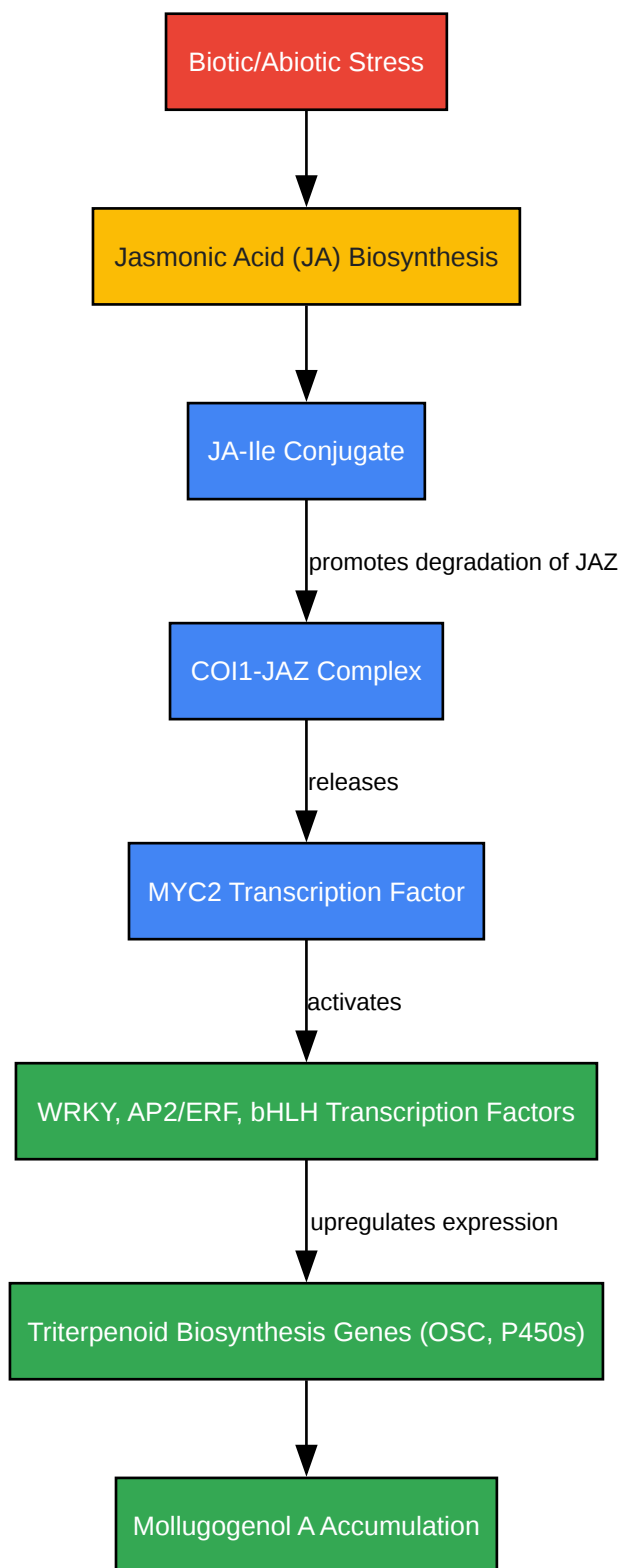 Biotic/Abiotic Stress
Jasmonic Acid (JA) Biosynthesis
JA-Ile Conjugate
promotes degradation of JAZ
COI1-JAZ Complex
releases
MYC2 Transcription Factor
activates
WRKY, AP2/ERF, bHLH Transcription Factors
upregulates expression
Triterpenoid Biosynthesis Genes (OSC, P450s)
Mollugogenol A Accumulation